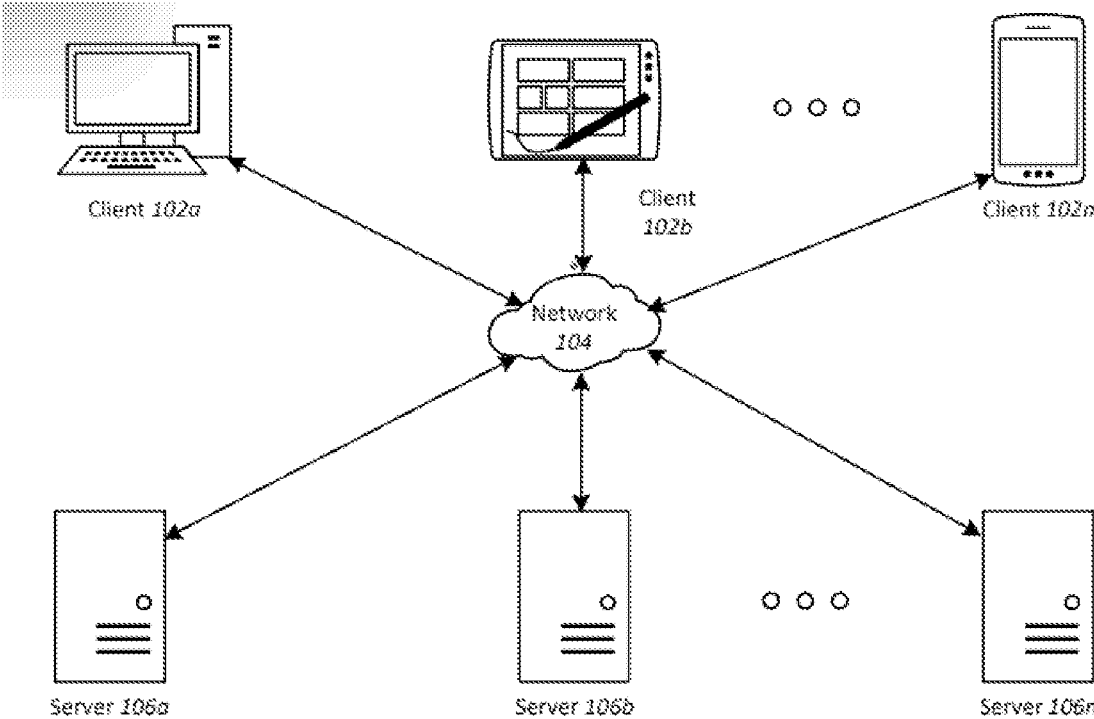 Client 102a
Client
102b
Client 102n
Network
104
Server 106a
Server 106b
Server 106n